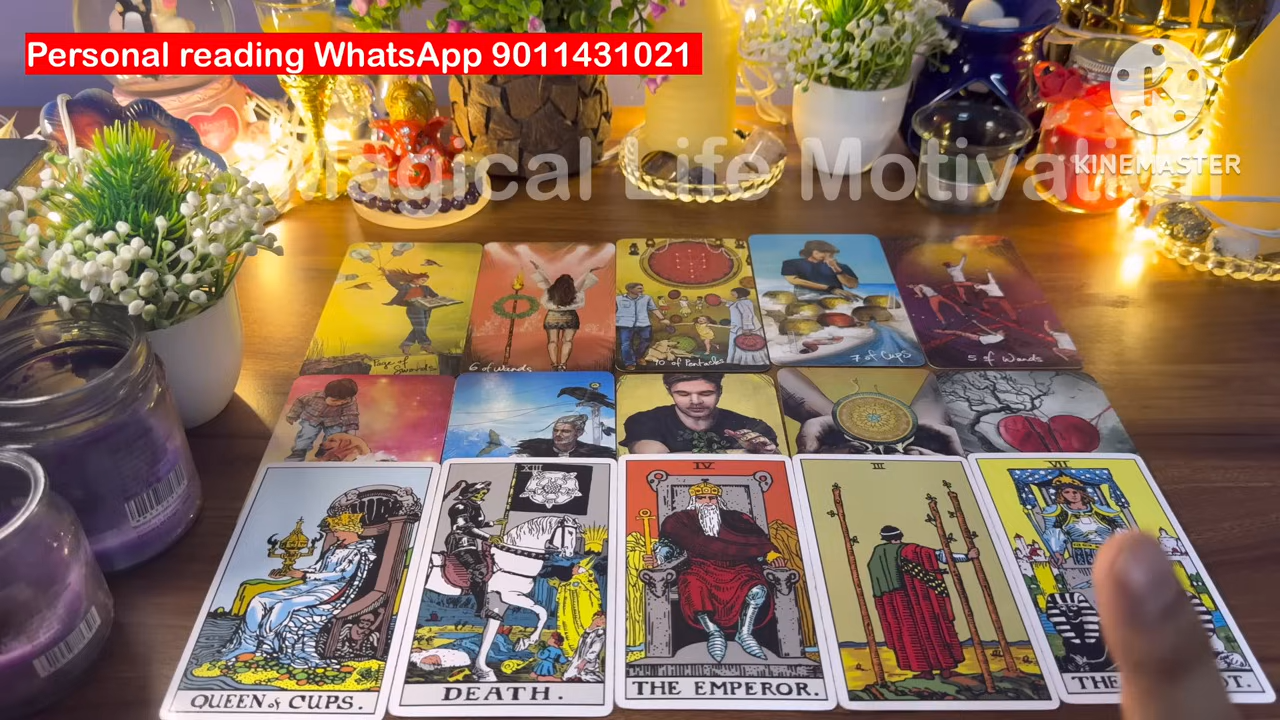 Personal reading WhatsApp 9011431021
K
KINEMASTER
Magical Life Motivation
Page of Swords
6 of Wands
10 of Pentacles
7 of Cups
5 of Wands
XIII
IV
III
VII
QUEEN of CUPS.
DEATH.
THE EMPEROR.